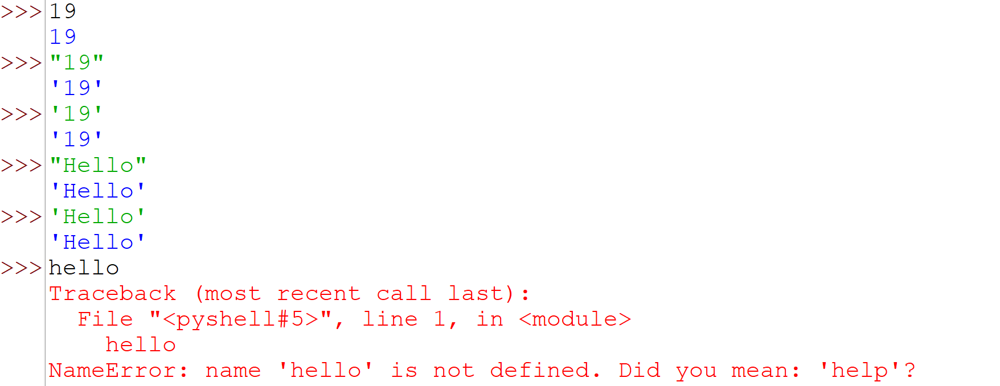 >>> 19
19
>>> "19"
'19'
>>> '19'
'19'
>>> "Hello"
'Hello'
>>> 'Hello'
'Hello'
>>> hello
Traceback (most recent call last):
  File "<pyshell#5>", line 1, in <module>
    hello
NameError: name 'hello' is not defined. Did you mean: 'help'?